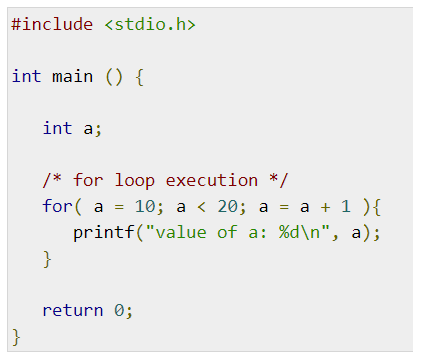 #include <stdio.h>
int main () {
int a;
/* for loop execution */
for( a = 10; a < 20; a = a + 1 ){
printf("value of a: %d\n", a);
}
return 0;
}